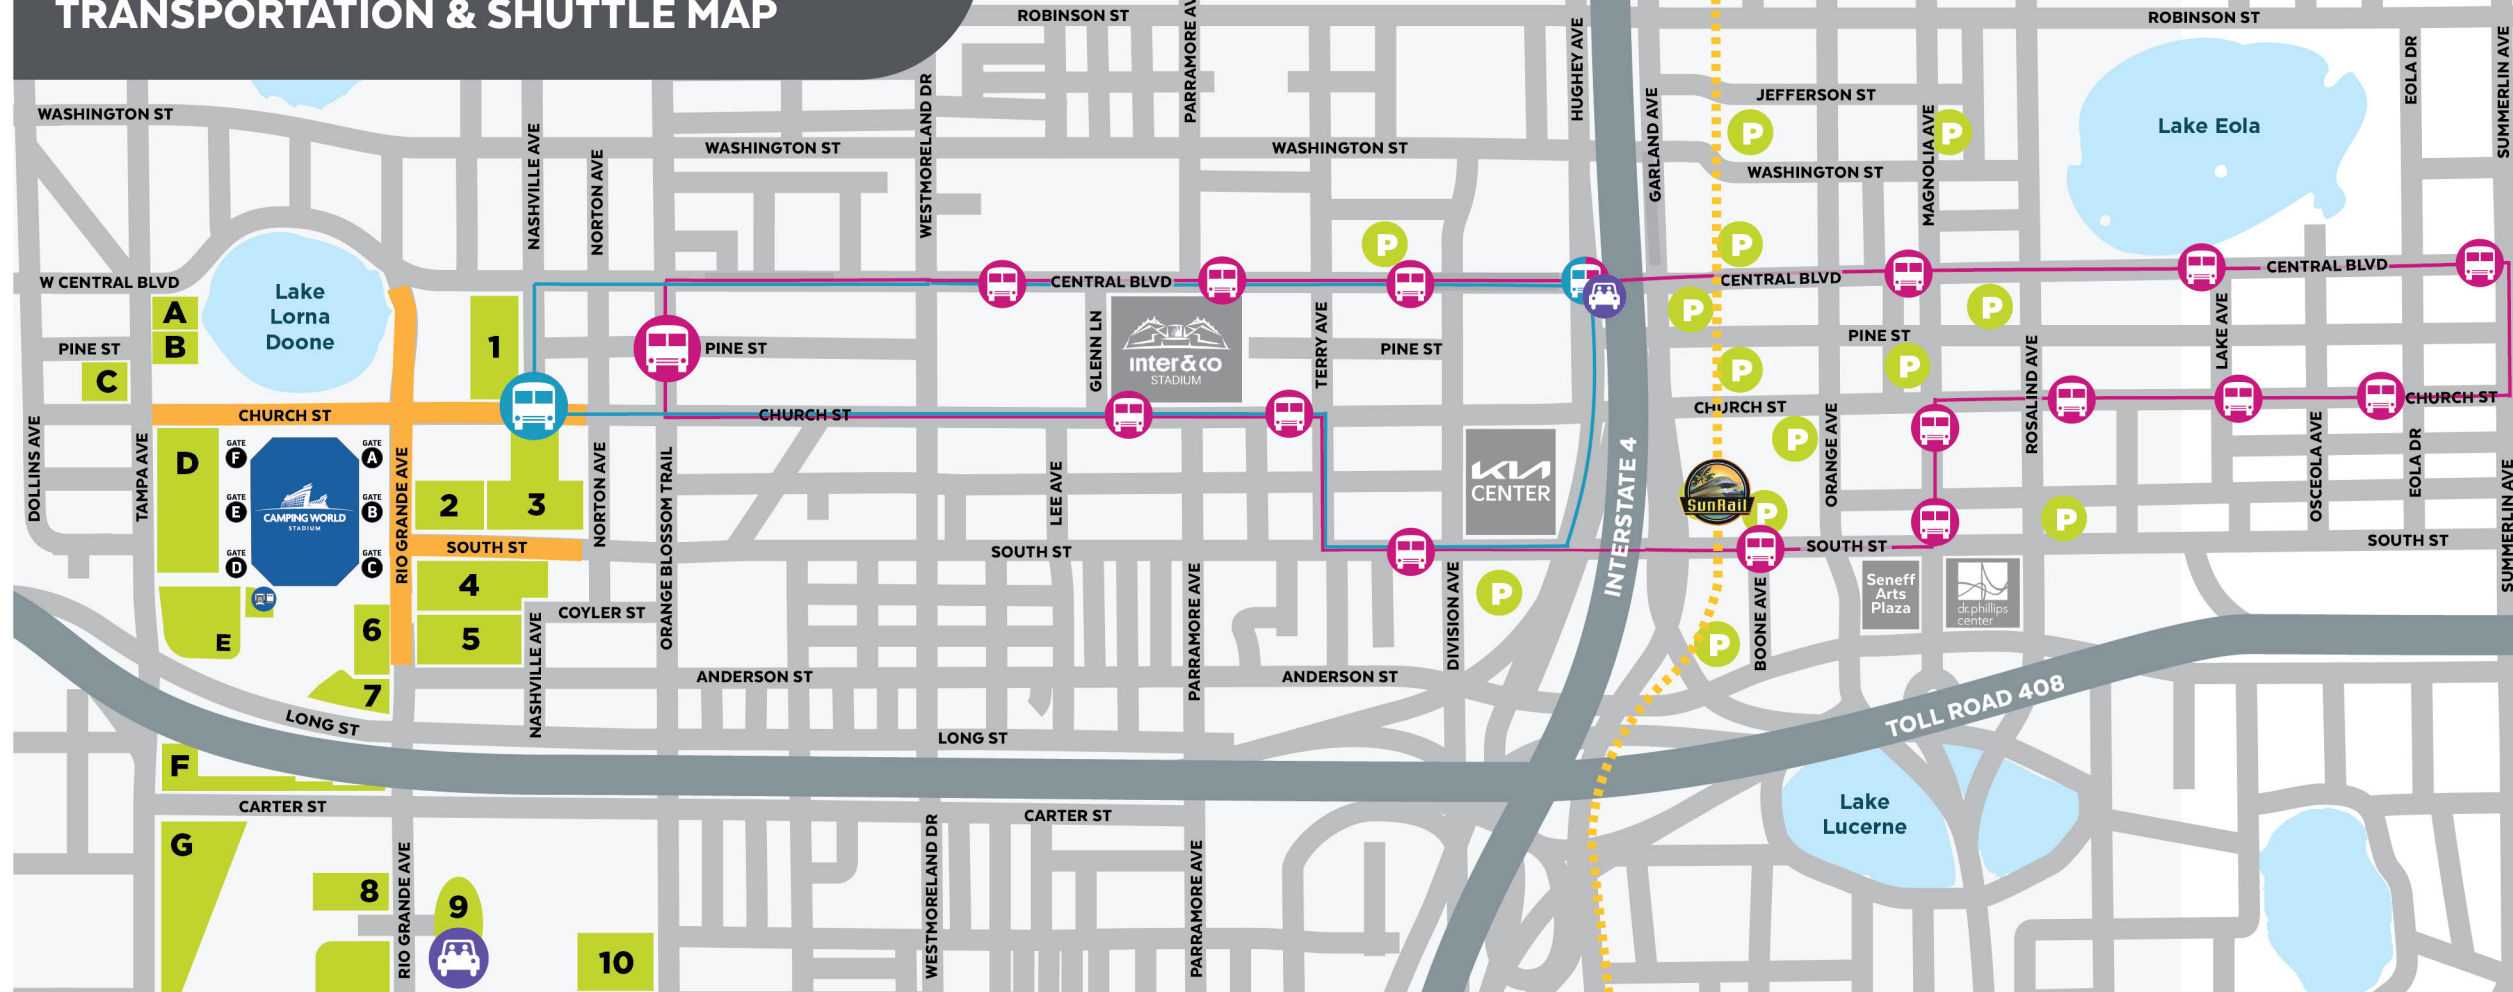 TRANSPORTATION & SHUTTLE MAP
ROBINSON ST
PARRAMORE AV
HUGHEY AVE
ROBINSON ST
EOLA DR
SUMMERLIN AVE
WASHINGTON ST
NASHVILLE AVE
NORTON AVE
WASHINGTON ST
WESTMORELAND DR
WASHINGTON ST
GARLAND AVE
JEFFERSON ST
P
MAGNOLIA AVE
P
WASHINGTON ST
Lake Eola
P
P
W CENTRAL BLVD
CENTRAL BLVD
CENTRAL BLVD
CENTRAL BLVD
A
B
C
Lake
Lorna
Doone
1
PINE ST
PINE ST
GLENN LN
inter&co
STADIUM
TERRY AVE
PINE ST
P
P
PINE ST
P
P
LAKE AVE
ROSALIND AVE
CHURCH ST
CHURCH ST
CHURCH ST
CHURCH ST
P
ORANGE AVE
OSCEOLA AVE
EOLA DR
SUMMERLIN AVE
DOLLINS AVE
TAMPA AVE
D
GATE
F
GATE
A
GATE
E
GATE
B
GATE
D
GATE
C
CAMPING WORLD
STADIUM
RIO GRANDE AVE
2
3
NORTON AVE
ORANGE BLOSSOM TRAIL
LEE AVE
KIA
CENTER
INTERSTATE 4
SunRail
P
P
SOUTH ST
SOUTH ST
SOUTH ST
SOUTH ST
4
5
6
7
E
COYLER ST
NASHVILLE AVE
PARRAMORE AVE
DIVISION AVE
P
P
BOONE AVE
Seneff
Arts
Plaza
dr.phillips
center
ANDERSON ST
ANDERSON ST
LONG ST
LONG ST
TOLL ROAD 408
F
CARTER ST
CARTER ST
Lake
Lucerne
G
8
RIO GRANDE AVE
9
10
WESTMORELAND DR
PARRAMORE AVE